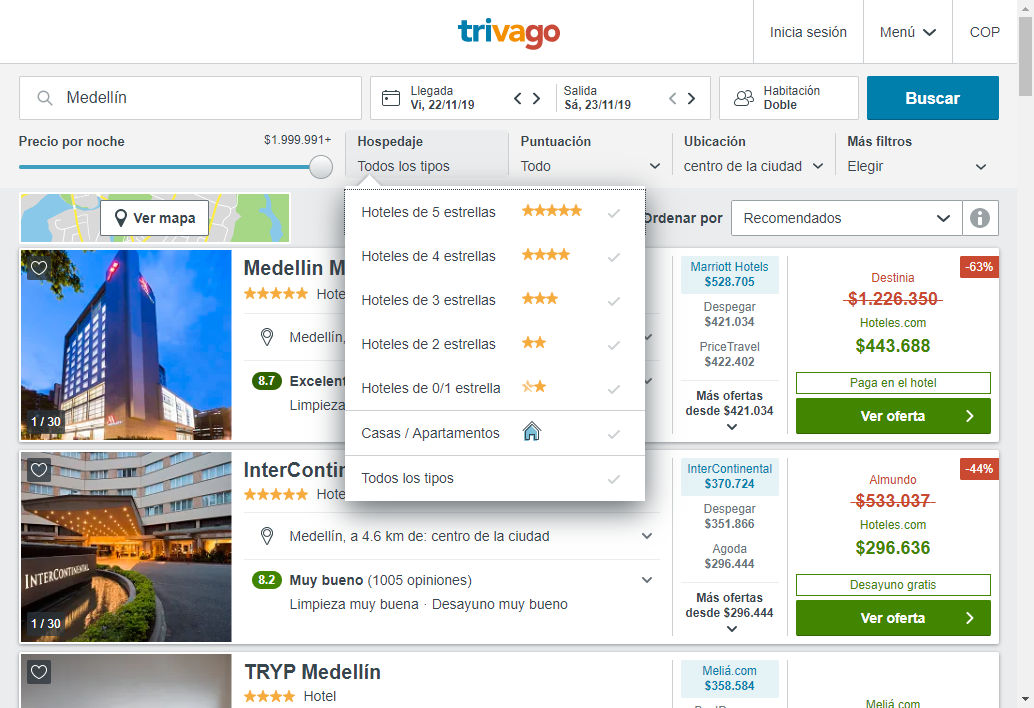 trivago
Inicia sesión
Menú
COP
Medellín
Llegada
Vi, 22/11/19
Salida
Sá, 23/11/19
Habitación
Doble
Buscar
Precio por noche
$1.999.991+
Hospedaje
Todos los tipos
Puntuación
Todo
Ubicación
centro de la ciudad
Más filtros
Elegir
Ver mapa
Ordenar por
Recomendados
Hoteles de 5 estrellas
Hoteles de 4 estrellas
Hoteles de 3 estrellas
Hoteles de 2 estrellas
Hoteles de 0/1 estrella
Casas / Apartamentos
Todos los tipos
1 / 30
Medellin M
Hote
Medellín,
8.7 Excelent
Limpieza
Marriott Hotels
$528.705
Despegar
$421.034
PriceTravel
$422.402
Más ofertas
desde $421.034
-63%
Destinia
$1.226.350
Hoteles.com
$443.688
Paga en el hotel
Ver oferta
INTERCONTINENTAL
1 / 30
InterContin
Hote
Medellín, a 4.6 km de: centro de la ciudad
8.2 Muy bueno (1005 opiniones)
Limpieza muy buena · Desayuno muy bueno
InterContinental
$370.724
Despegar
$351.866
Agoda
$296.444
Más ofertas
desde $296.444
-44%
Almundo
$533.037
Hoteles.com
$296.636
Desayuno gratis
Ver oferta
TRYP Medellín
Hotel
Meliá.com
$358.584
Meliá.com